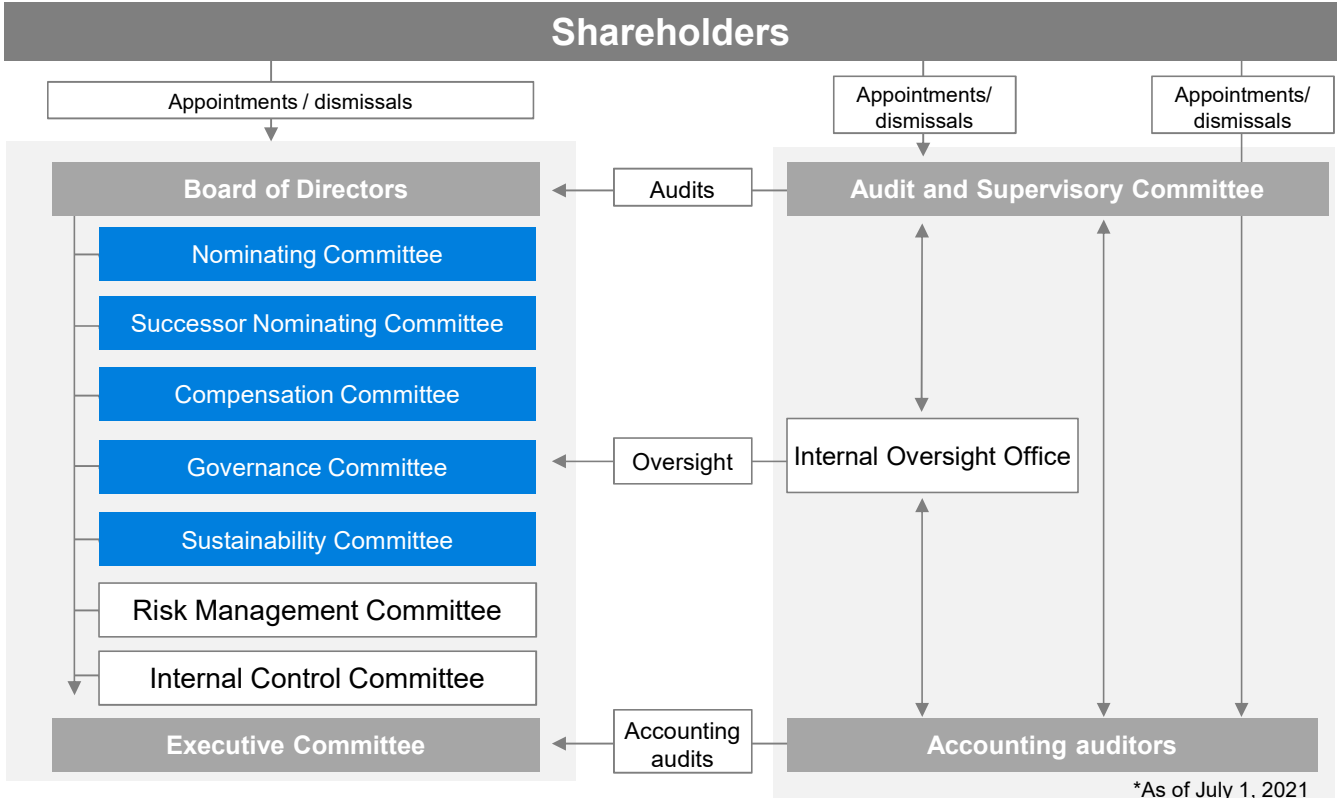 Shareholders
Appointments / dismissals
Appointments/
dismissals
Appointments/
dismissals
Board of Directors
Audits
Audit and Supervisory Committee
Nominating Committee
Successor Nominating Committee
Compensation Committee
Governance Committee
Oversight
Internal Oversight Office
Sustainability Committee
Risk Management Committee
Internal Control Committee
Executive Committee
Accounting
audits
Accounting auditors
*As of July 1, 2021